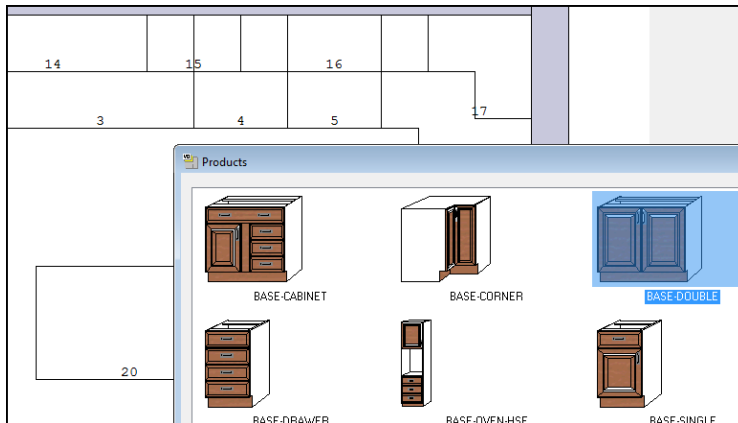 14 15 16
17
3 4 5
Products
BASE-CABINET BASE-CORNER BASE-DOUBLE
20
BASE-DRAWER BASE-OVEN-HSE BASE-SINGLE